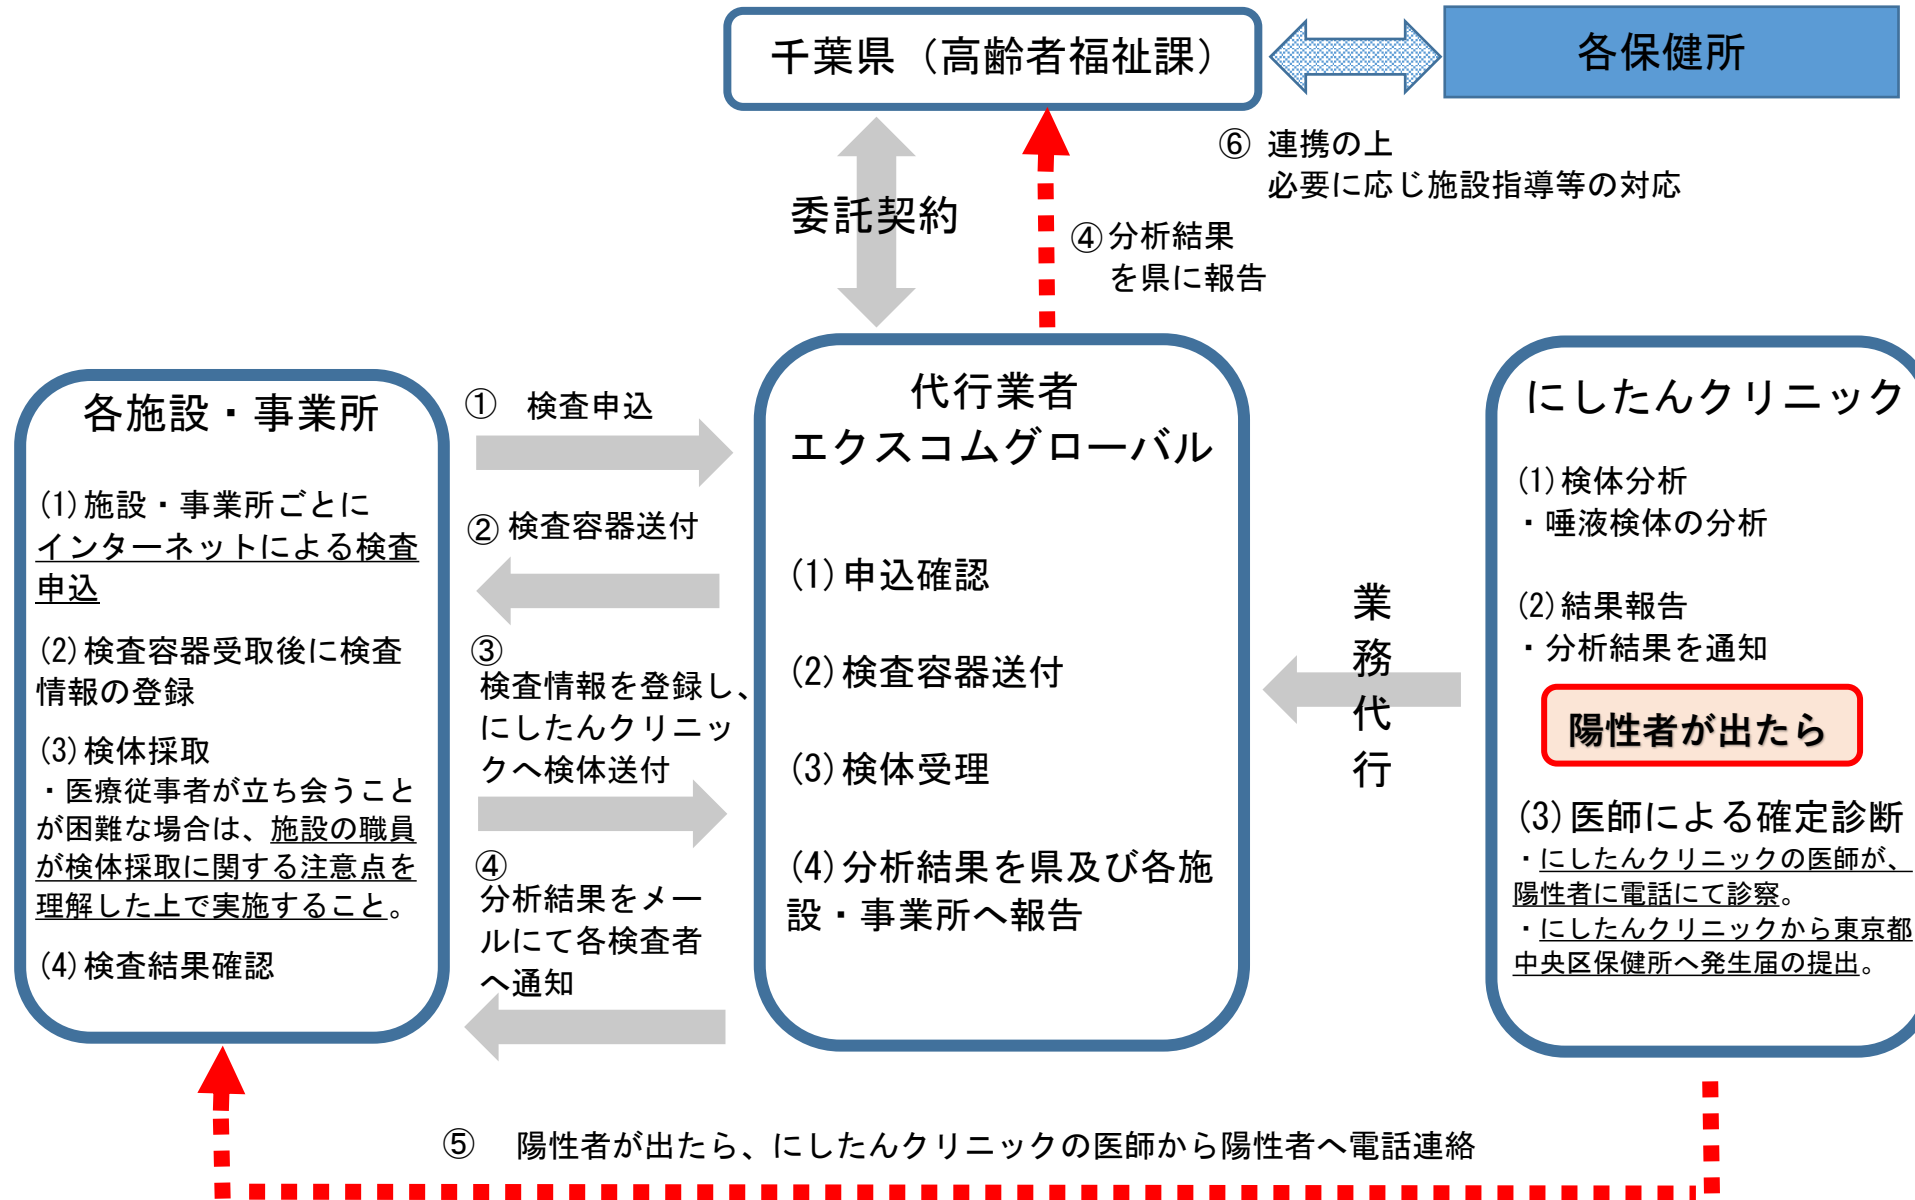 千葉県（高齢者福祉課）
各保健所
⑥ 連携の上
必要に応じ施設指導等の対応
委託契約
④分析結果
を県に報告
各施設・事業所
(1)施設・事業所ごとに
インターネットによる検査
申込
(2)検査容器受取後に検査
情報の登録
(3)検体採取
・医療従事者が立ち会うこと
が困難な場合は、施設の職員
が検体採取に関する注意点を
理解した上で実施すること。
(4)検査結果確認
① 検査申込
②検査容器送付
③
検査情報を登録し、
にしたんクリニッ
クへ検体送付
④
分析結果をメー
ルにて各検査者
へ通知
代行業者
エクスコムグローバル
(1)申込確認
(2)検査容器送付
(3)検体受理
(4)分析結果を県及び各施
設・事業所へ報告
業務代行
にしたんクリニック
(1)検体分析
・唾液検体の分析
(2)結果報告
・分析結果を通知
陽性者が出たら
(3)医師による確定診断
・にしたんクリニックの医師が、
陽性者に電話にて診察。
・にしたんクリニックから東京都
中央区保健所へ発生届の提出。
⑤ 陽性者が出たら、にしたんクリニックの医師から陽性者へ電話連絡